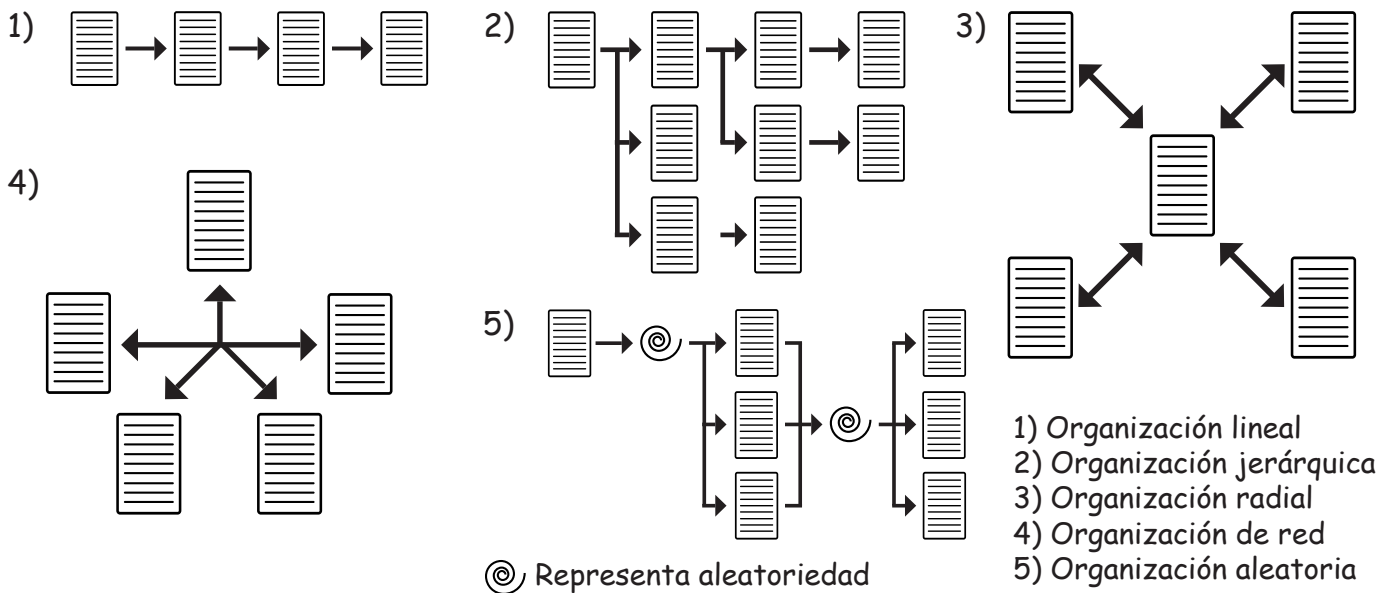 1)
2)
3)
4)
5)
1) Organización lineal
2) Organización jerárquica
3) Organización radial
4) Organización de red
5) Organización aleatoria
Representa aleatoriedad